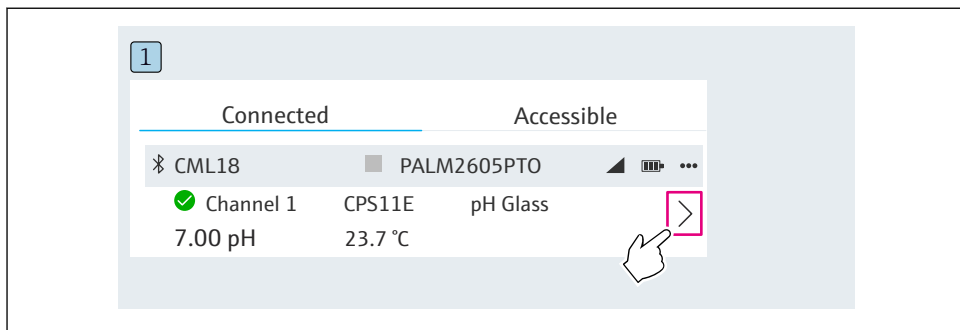 1
Connected Accessible
CML18 PALM2605PTO •••
Channel 1 CPS11E pH Glass
7.00 pH 23.7 °C